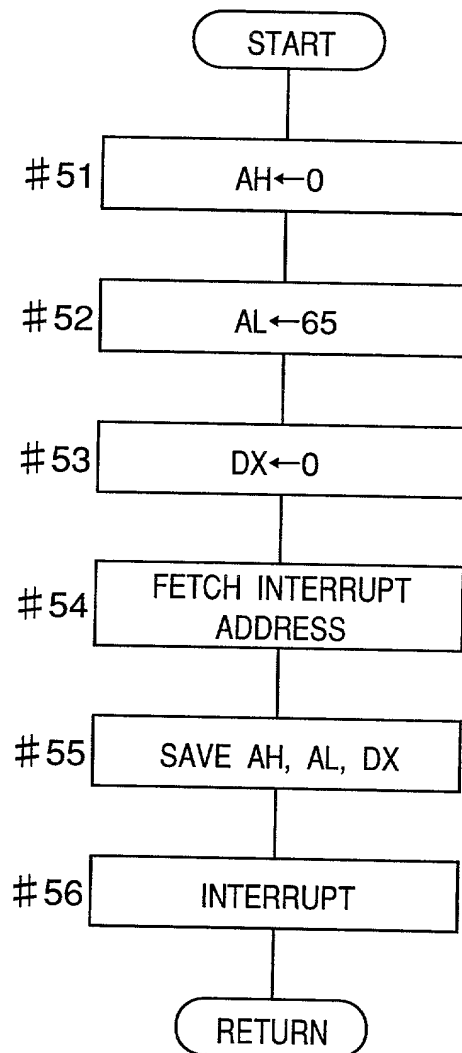 START
#51 AH←0
#52 AL←65
#53 DX←0
#54 FETCH INTERRUPT
ADDRESS
#55 SAVE AH, AL, DX
#56 INTERRUPT
RETURN